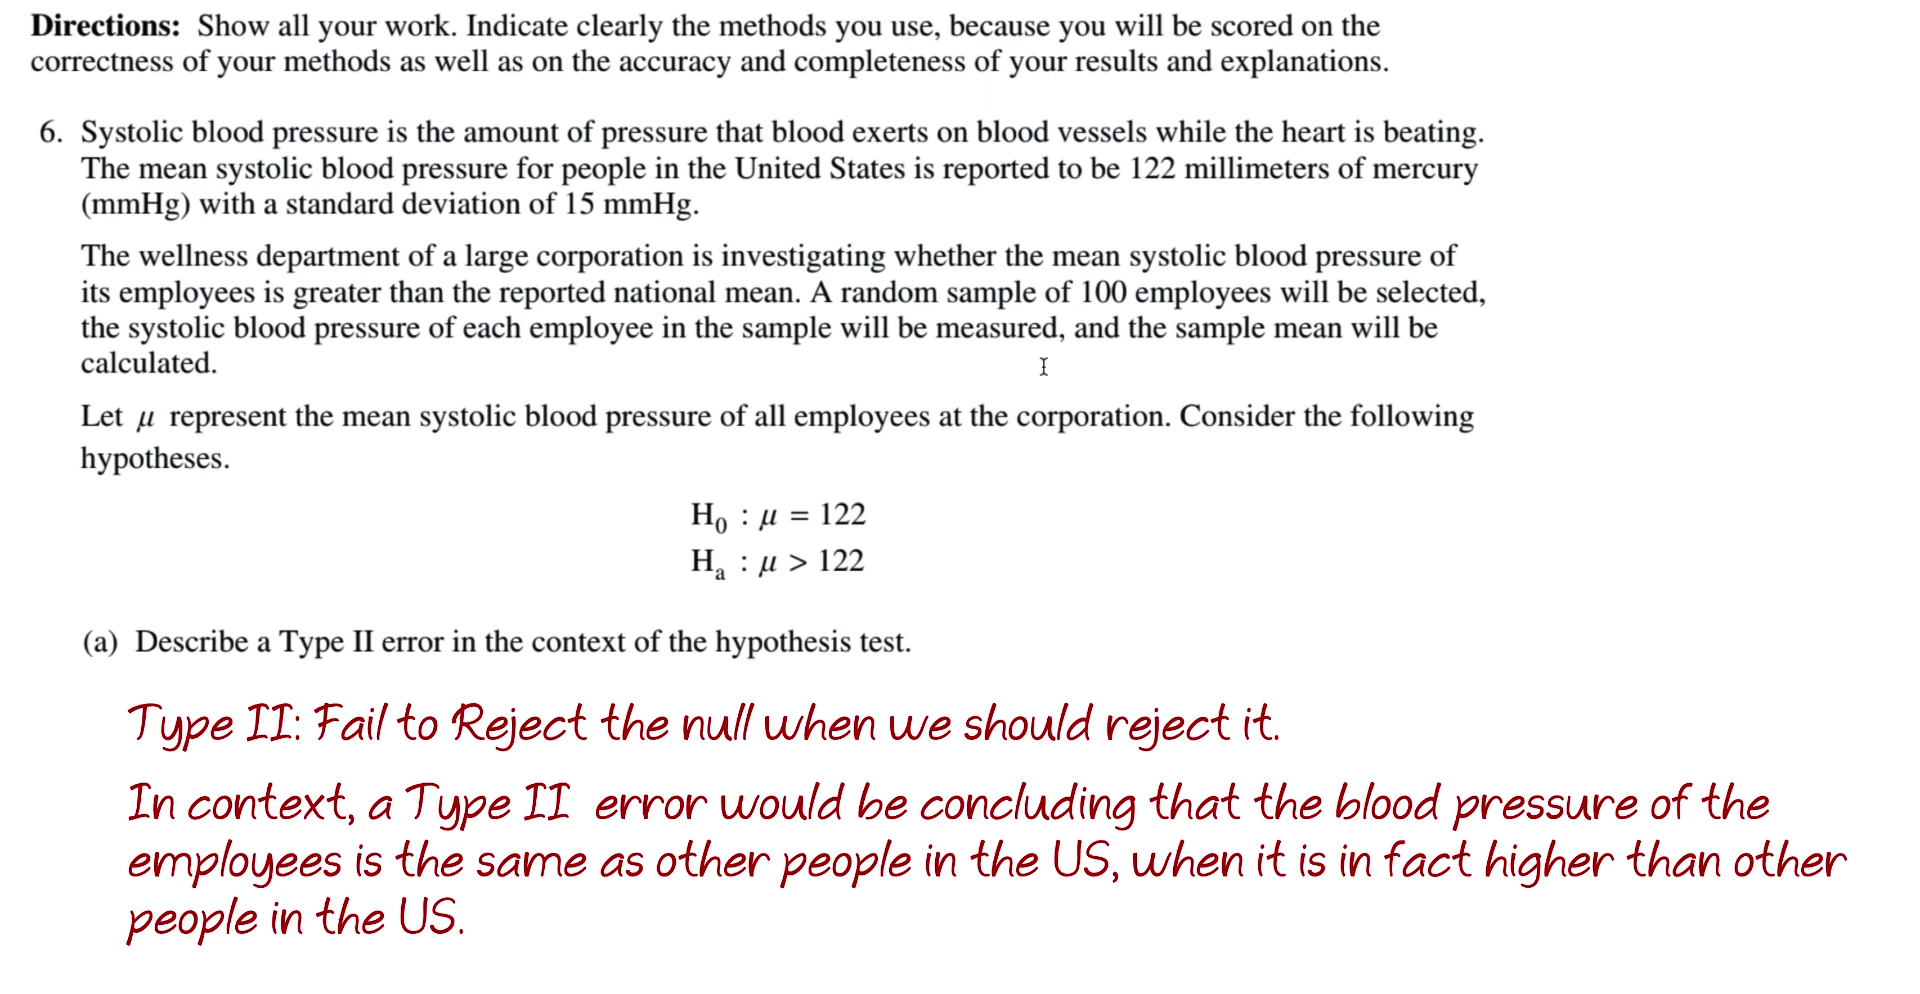 Directions: Show all your work. Indicate clearly the methods you use, because you will be scored on the
correctness of your methods as well as on the accuracy and completeness of your results and explanations.
6. Systolic blood pressure is the amount of pressure that blood exerts on blood vessels while the heart is beating.
The mean systolic blood pressure for people in the United States is reported to be 122 millimeters of mercury
(mmHg) with a standard deviation of 15 mmHg.
The wellness department of a large corporation is investigating whether the mean systolic blood pressure of
its employees is greater than the reported national mean. A random sample of 100 employees will be selected,
the systolic blood pressure of each employee in the sample will be measured, and the sample mean will be
calculated.
Let μ represent the mean systolic blood pressure of all employees at the corporation. Consider the following
hypotheses.
H₀ : μ = 122
Hₐ : μ > 122
(a) Describe a Type II error in the context of the hypothesis test.
Type II: Fail to Reject the null when we should reject it.
In context, a Type II error would be concluding that the blood pressure of the
employees is the same as other people in the US, when it is in fact higher than other
people in the US.